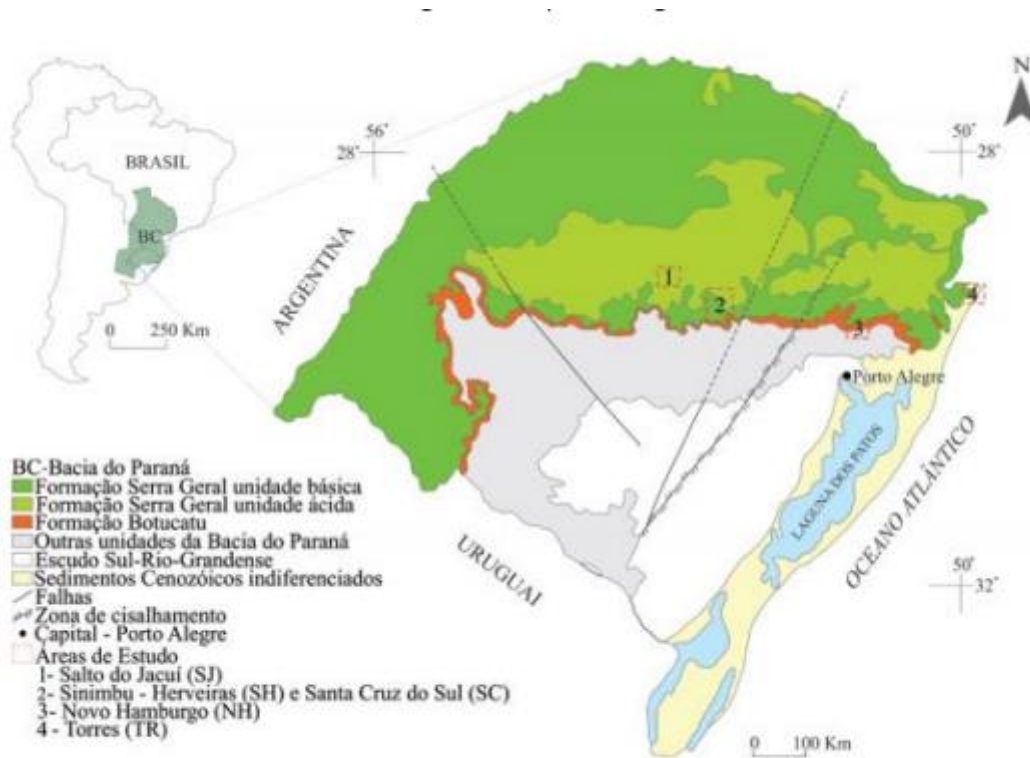 N
56°
28°
50°
28°
BRASIL
BC
ARGENTINA
0 250 Km
1
2
3
4
Porto Alegre
LAGUNA DOS PATOS
OCEANO ATLÂNTICO
URUGUAI
50°
32°
BC-Bacia do Paraná
Formação Serra Geral unidade básica
Formação Serra Geral unidade ácida
Formação Botucatu
Outras unidades da Bacia do Paraná
Escudo Sul-Rio-Grandense
Sedimentos Cenozóicos indiferenciados
Falhas
Zona de cisalhamento
Capital - Porto Alegre
Áreas de Estudo
1- Salto do Jacuí (SJ)
2- Sinimbu - Herveiras (SH) e Santa Cruz do Sul (SC)
3- Novo Hamburgo (NH)
4 - Torres (TR)
0 100 Km